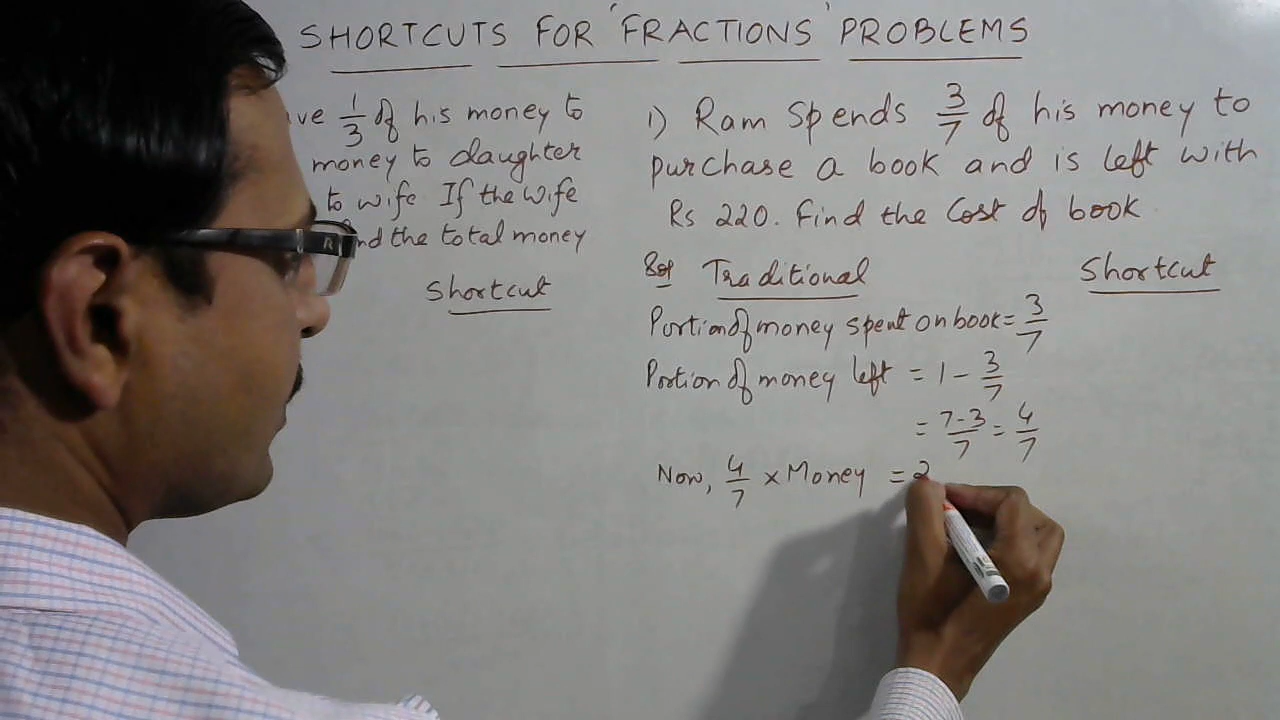 SHORTCUTS FOR 'FRACTIONS' PROBLEMS
ve 1/3 of his money to
money to daughter
to wife If the wife
nd the total money
Shortcut
1) Ram Spends 3/7 of his money to
purchase a book and is left with
Rs 220. Find the Cost of book
Sol Traditional
Shortcut
Portion of money spent on book = 3/7
Portion of money left = 1 - 3/7
= 7-3/7 = 4/7
Now, 4/7 × Money = 2